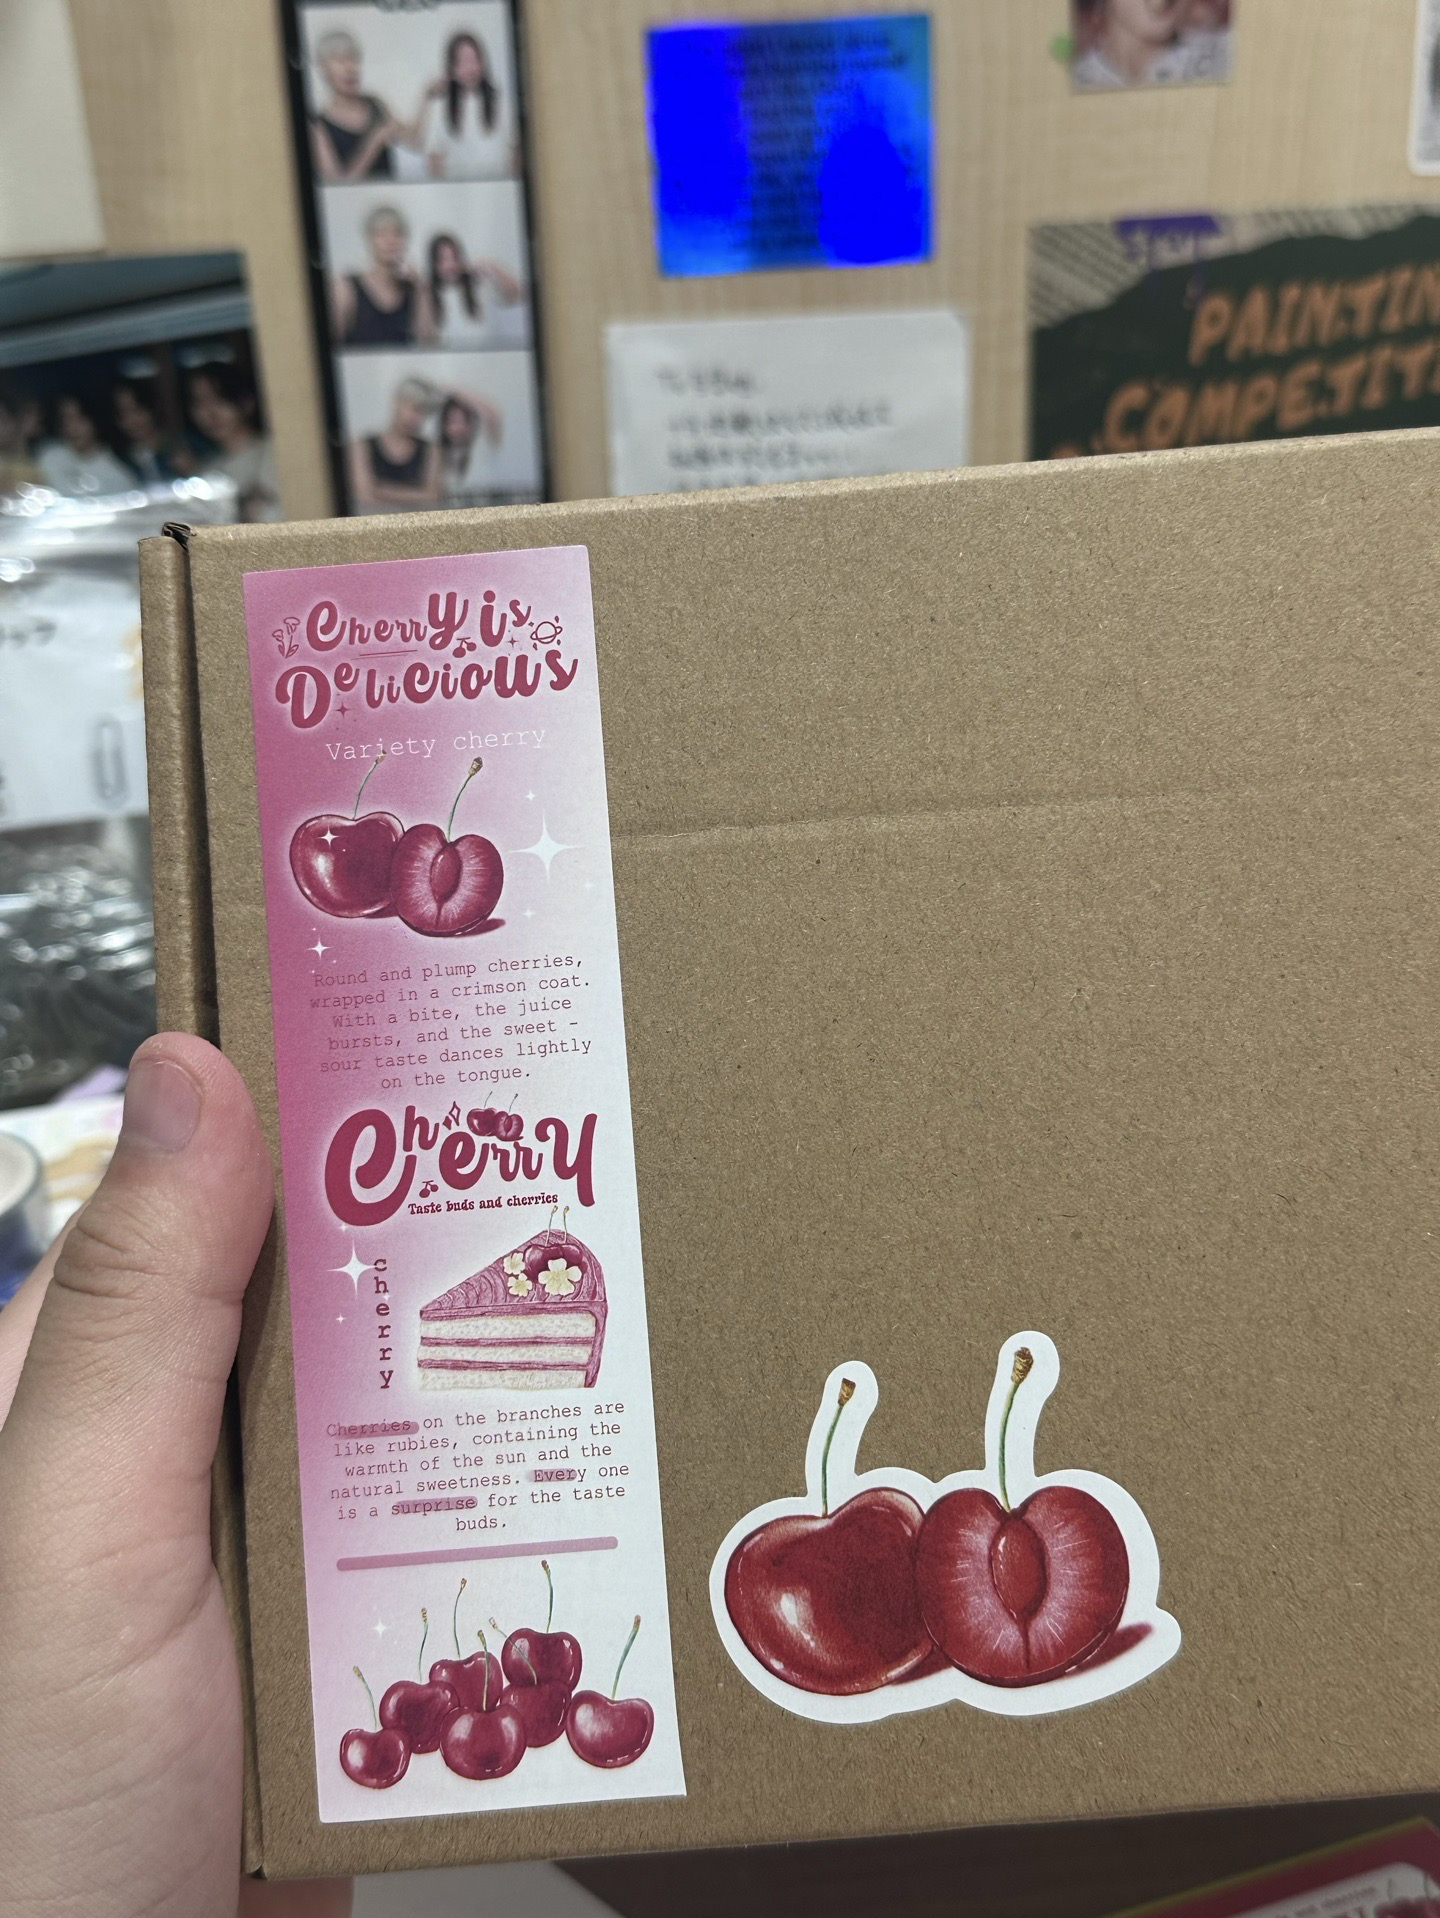 PAINTIN
COMPETITI
Cherry is
Delicious
Variety cherry
Round and plump cherries,
wrapped in a crimson coat.
With a bite, the juice
bursts, and the sweet -
sour taste dances lightly
on the tongue.
Cherry
Taste buds and cherries
cherry
Cherries on the branches are
like rubies, containing the
warmth of the sun and the
natural sweetness. Every one
is a surprise for the taste
buds.